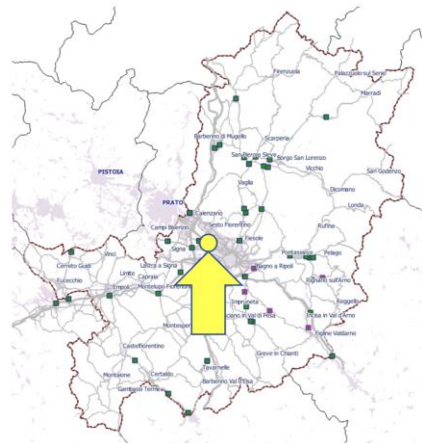 Firenzuola
Palazzuolo sul Senio
Marradi
Barberino di Mugello
Scarperia
San Piero a Sieve
Borgo San Lorenzo
Vicchio
San Godenzo
Dicomano
PISTOIA
Vaglia
Londa
PRATO
Calenzano
Rufina
Campi Bisenzio
Sesto Fiorentino
Fiesole
Signa
Pontassieve
Pelago
Vinci
Cerreto Guidi
Lastra a Signa
Bagno a Ripoli
Limite
Fucecchio
Capraia
Rignano sull'Arno
Empoli
Montelupo Fiorentino
Reggello
Impruneta
Incisa in Val d'Arno
Figline Valdarno
Castelfiorentino
Greve in Chianti
Tavarnelle
Montaione
Certaldo
Barberino Val d'Elsa
Gambassi Terme